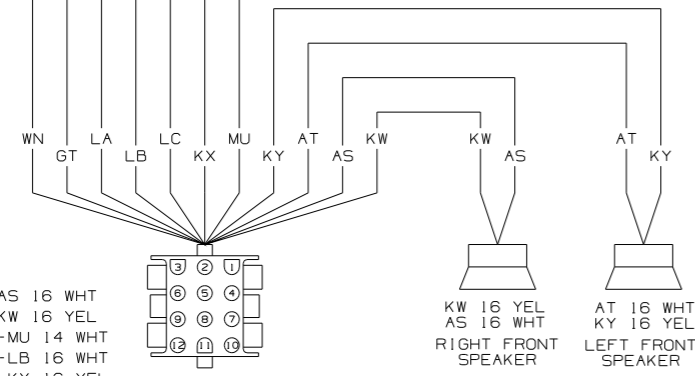 WN GT LA LB LC KX MU KY AT AS KW KW AS AT KY
3 2 1
6 5 4
9 8 7
12 11 10
AS 16 WHT
KW 16 YEL
-MU 14 WHT
-LB 16 WHT
KW 16 YEL
AS 16 WHT
RIGHT FRONT
SPEAKER
AT 16 WHT
KY 16 YEL
LEFT FRONT
SPEAKER